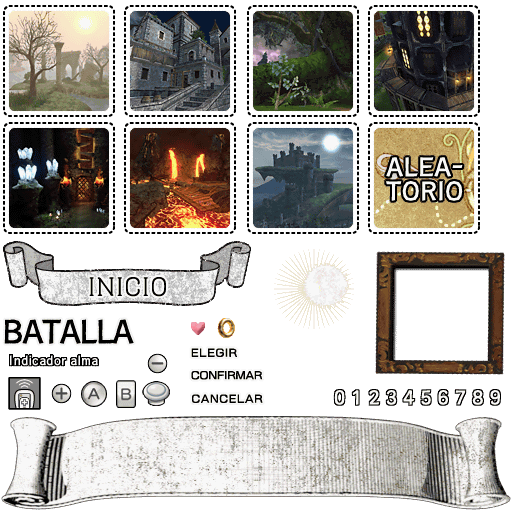 ALEA-
TORIO
INICIO
BATALLA
Indicador alma
ELEGIR
A
B
CONFIRMAR
CANCELAR
0 1 2 3 4 5 6 7 8 9